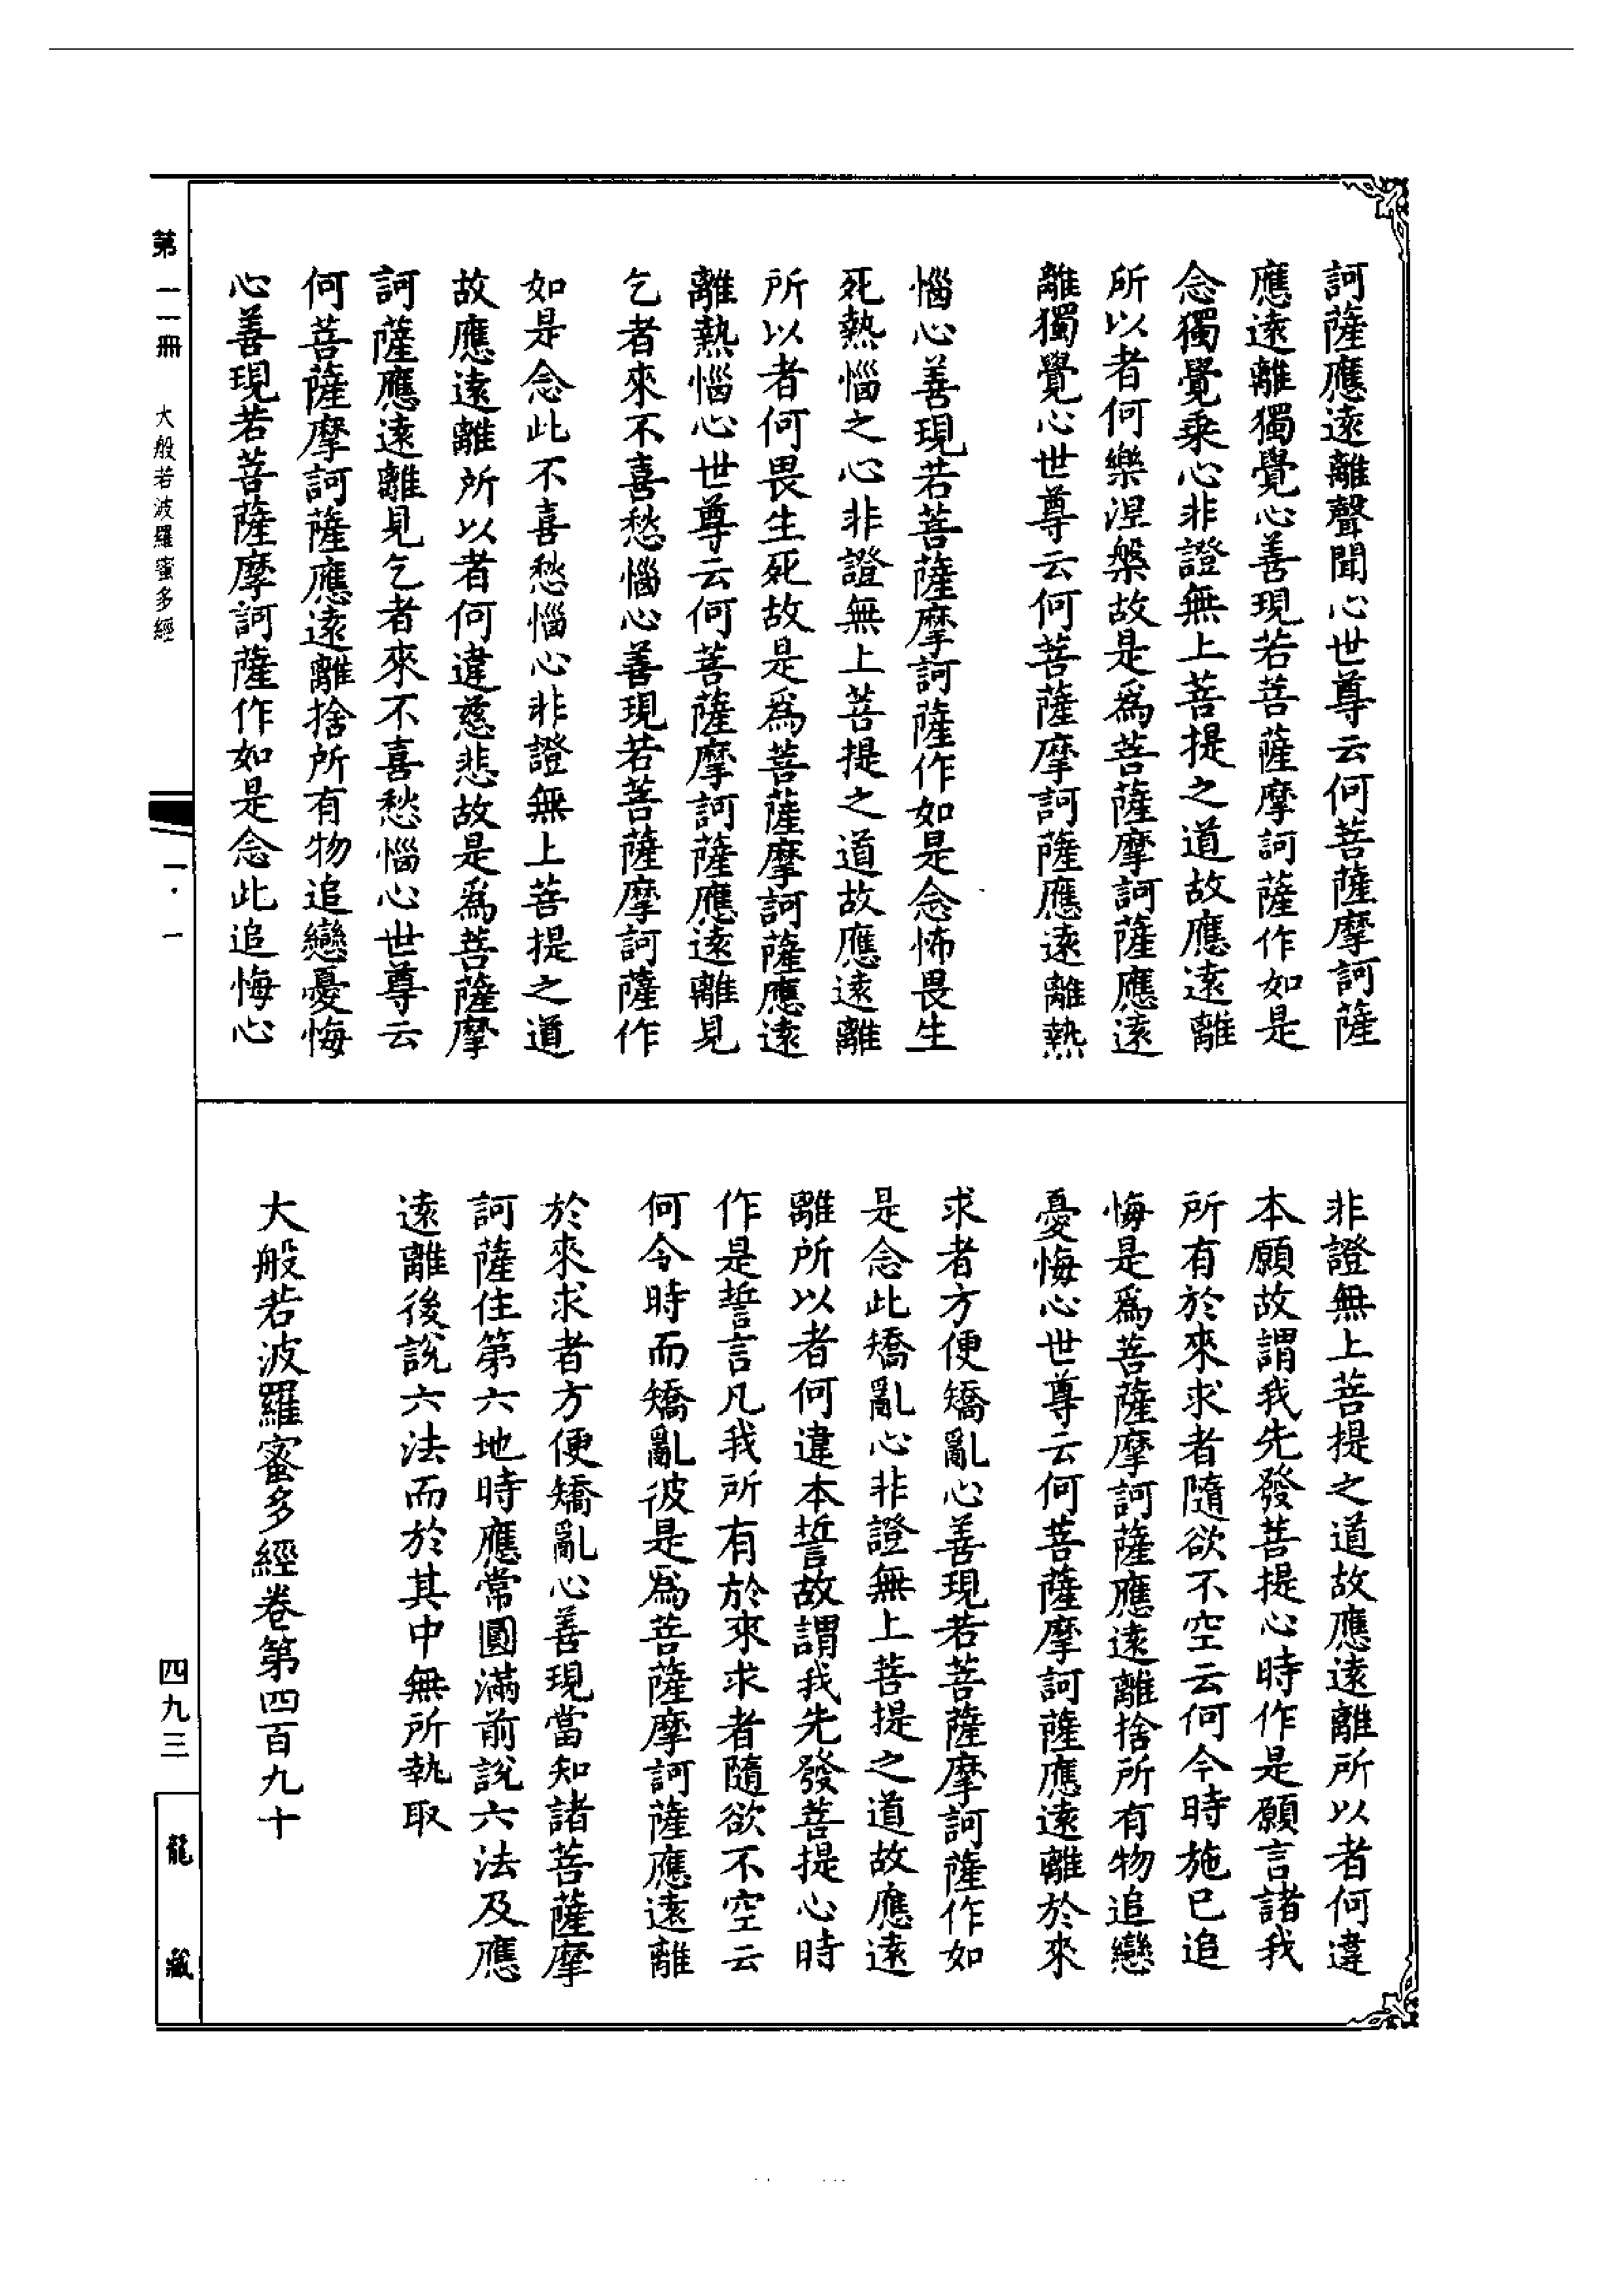 訶薩應遠離聲聞心世尊云何菩薩摩訶薩
應遠離獨覺心善現若菩薩摩訶薩作如是
念獨覺乘心非證無上菩提之道故應遠離
所以者何樂涅槃故是爲菩薩摩訶薩應遠
離獨覺心世尊云何菩薩摩訶薩應遠離熱
惱心善現若菩薩摩訶薩作如是念怖畏生
死熱惱之心非證無上菩提之道故應遠離
所以者何畏生死故是爲菩薩摩訶薩應遠
離熱惱心世尊云何菩薩摩訶薩應遠離見
乞者來不喜愁惱心善現若菩薩摩訶薩作
如是念此不喜愁惱心非證無上菩提之道
故應遠離所以者何違慈悲故是爲菩薩摩
訶薩應遠離見乞者來不喜愁惱心世尊云
何菩薩摩訶薩應遠離捨所有物追戀憂悔
心善現若菩薩摩訶薩作如是念此追悔心
非證無上菩提之道故應遠離所以者何違
本願故謂我先發菩提心時作是願言諸我
所有於來求者隨欲不空云何今時施已追
悔是爲菩薩摩訶薩應遠離捨所有物追戀
憂悔心世尊云何菩薩摩訶薩應遠離於來
求者方便矯亂心善現若菩薩摩訶薩作如
是念此矯亂心非證無上菩提之道故應遠
離所以者何違本誓故謂我先發菩提心時
作是誓言凡我所有於來求者隨欲不空云
何今時而矯亂彼是爲菩薩摩訶薩應遠離
於來求者方便矯亂心善現當知諸菩薩摩
訶薩住第六地時應常圓滿前說六法及應
遠離後說六法而於其中無所執取
大般若波羅蜜多經卷第四百九十
第一一冊
大般若波羅蜜多經
四九三
龍藏